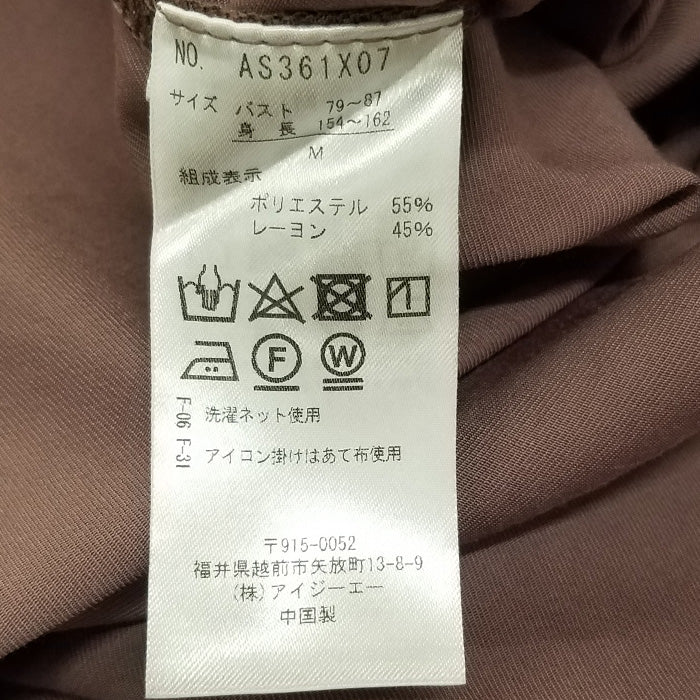 NO. AS361X07
サイズ バスト 79～87
身長 154～162
M
組成表示
ポリエステル 55%
レーヨン 45%
F
W
F-06 洗濯ネット使用
F-31 アイロン掛けはあて布使用
〒915-0052
福井県越前市矢放町13-8-9
(株)アイジーエー
中国製